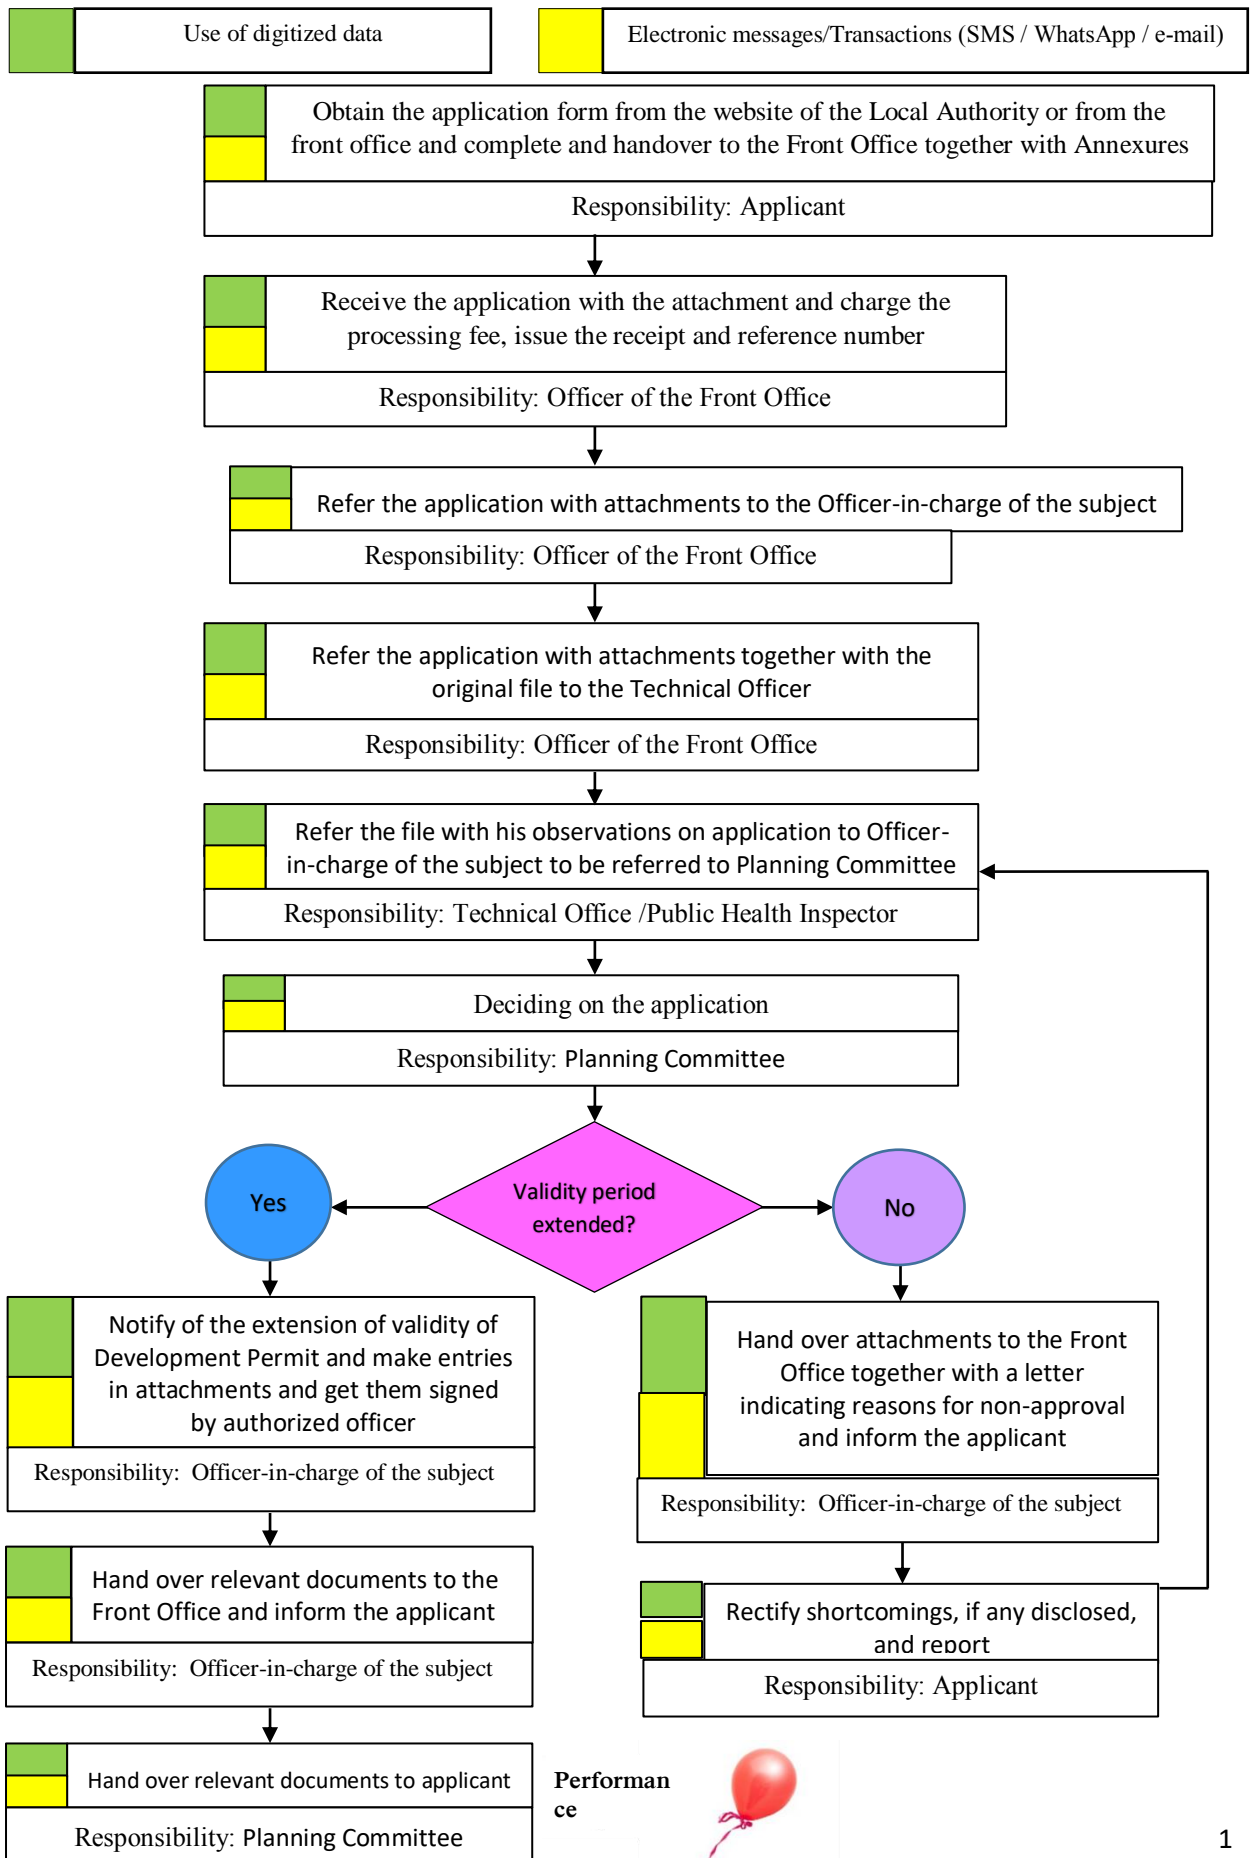 Use of digitized data
Electronic messages/Transactions (SMS / WhatsApp / e-mail)
Obtain the application form from the website of the Local Authority or from the
front office and complete and handover to the Front Office together with Annexures
Responsibility: Applicant
Receive the application with the attachment and charge the
processing fee, issue the receipt and reference number
Responsibility: Officer of the Front Office
Refer the application with attachments to the Officer-in-charge of the subject
Responsibility: Officer of the Front Office
Refer the application with attachments together with the
original file to the Technical Officer
Responsibility: Officer of the Front Office
Refer the file with his observations on application to Officer-
in-charge of the subject to be referred to Planning Committee
Responsibility: Technical Office /Public Health Inspector
Deciding on the application
Responsibility: Planning Committee
Validity period
extended?
Yes
No
Notify of the extension of validity of
Development Permit and make entries
in attachments and get them signed
by authorized officer
Responsibility: Officer-in-charge of the subject
Hand over relevant documents to the
Front Office and inform the applicant
Responsibility: Officer-in-charge of the subject
Hand over relevant documents to applicant
Responsibility: Planning Committee
Hand over attachments to the Front
Office together with a letter
indicating reasons for non-approval
and inform the applicant
Responsibility: Officer-in-charge of the subject
Rectify shortcomings, if any disclosed,
and report
Responsibility: Applicant
Performan
ce
1